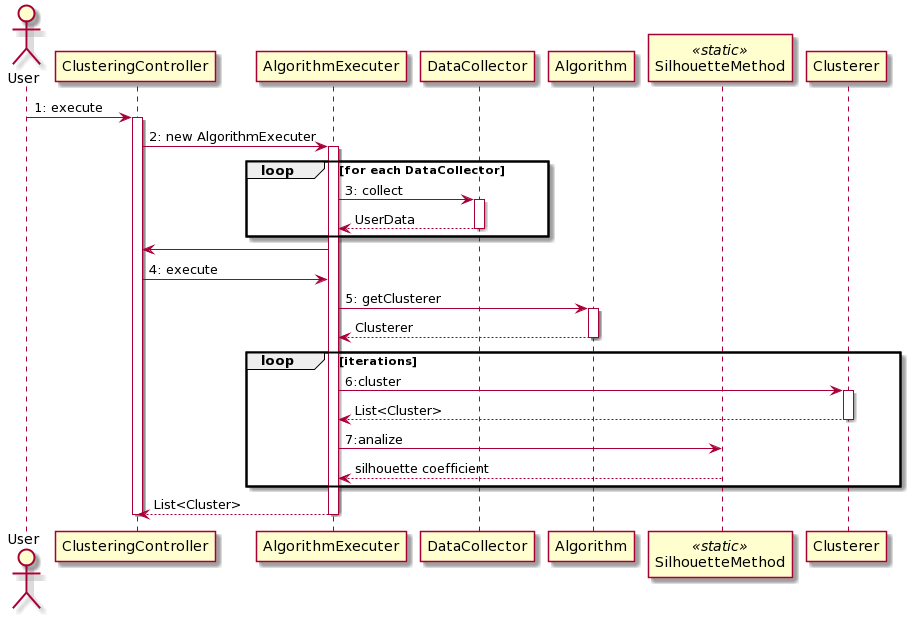 User
ClusteringController
AlgorithmExecuter
DataCollector
Algorithm
«static»
SilhouetteMethod
Clusterer
1: execute
2: new AlgorithmExecuter
loop
[for each DataCollector]
3: collect
UserData
4: execute
5: getClusterer
Clusterer
loop
[iterations]
6:cluster
List<Cluster>
7:analize
silhouette coefficient
List<Cluster>
User
ClusteringController
AlgorithmExecuter
DataCollector
Algorithm
«static»
SilhouetteMethod
Clusterer